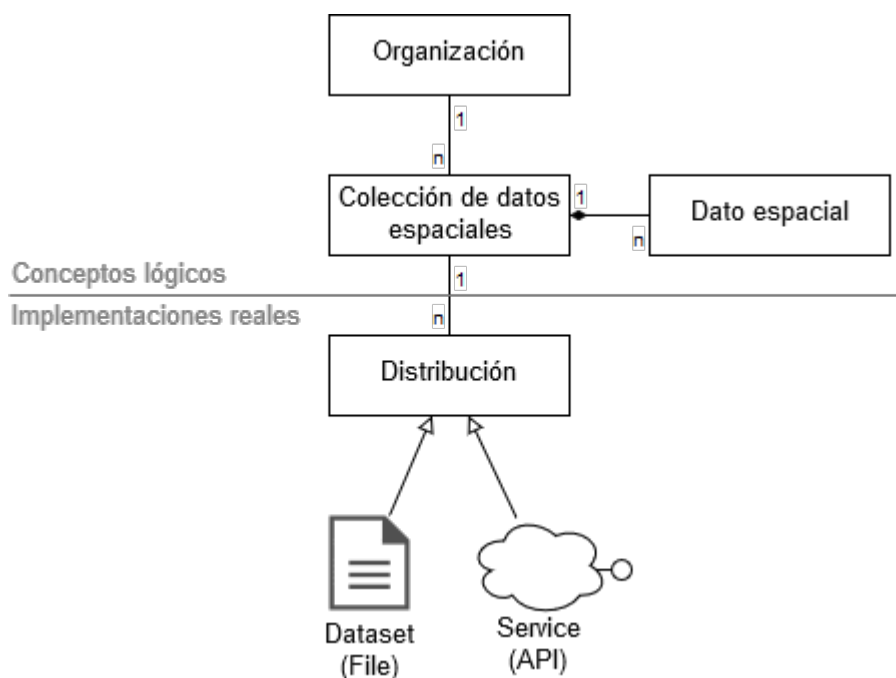 Organización
1
n
Colección de datos
espaciales
1
n
Dato espacial
Conceptos lógicos
1
Implementaciones reales
n
Distribución
Dataset
(File)
Service
(API)